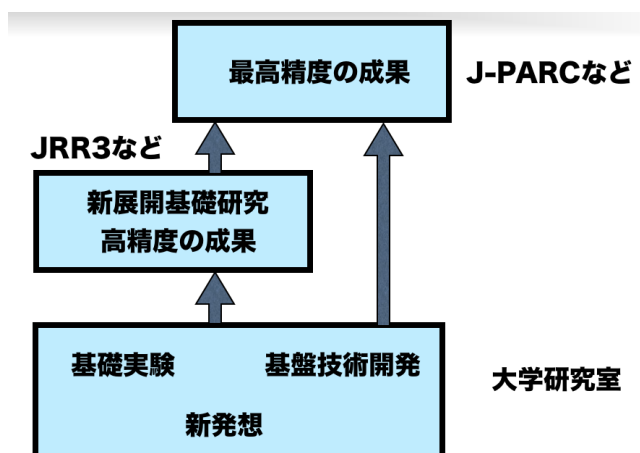 最高精度の成果
J-PARCなど
JRR3など
新展開基礎研究
高精度の成果
基礎実験
基盤技術開発
新発想
大学研究室